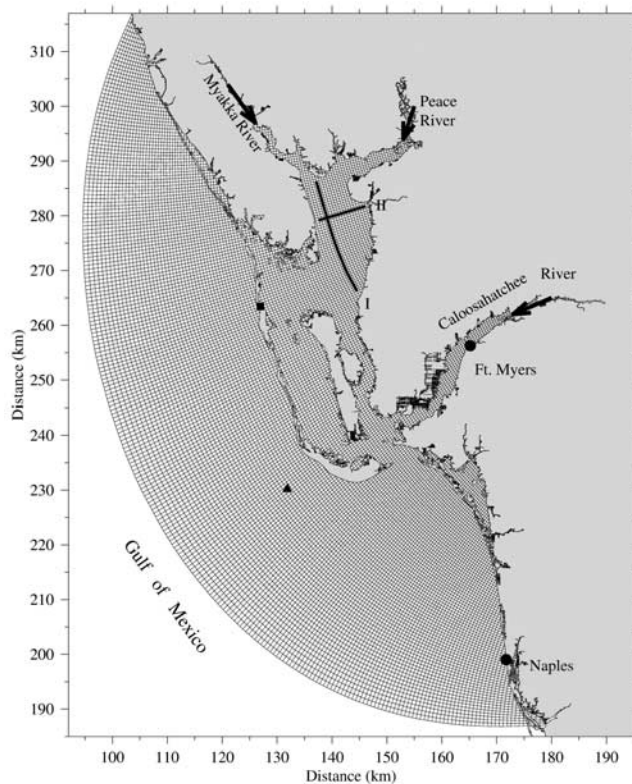 310
300
290
280
270
260
250
240
230
220
210
200
190
Distance (km)
Myakka River
Peace
River
II
I
Caloosahatchee
River
Ft. Myers
Gulf of Mexico
Naples
100 110 120 130 140 150 160 170 180 190
Distance (km)